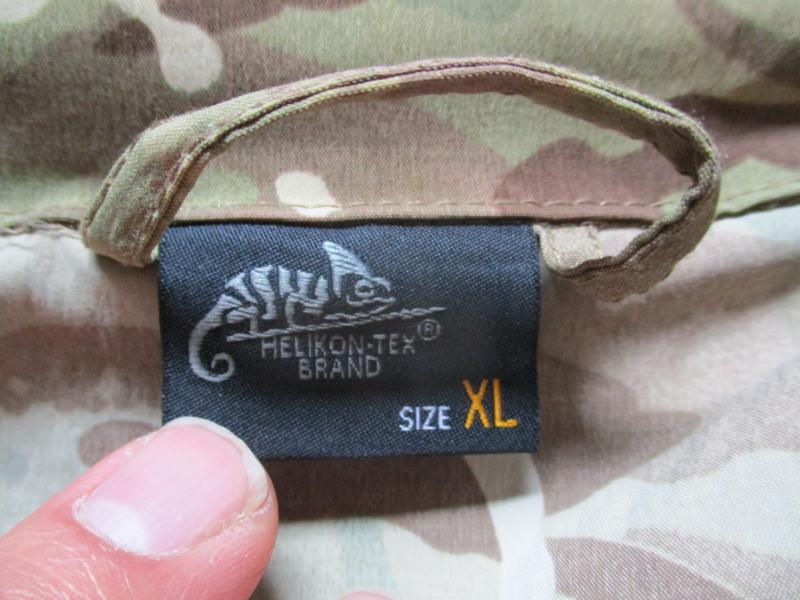 HELIKON-TEX®
BRAND
SIZE XL